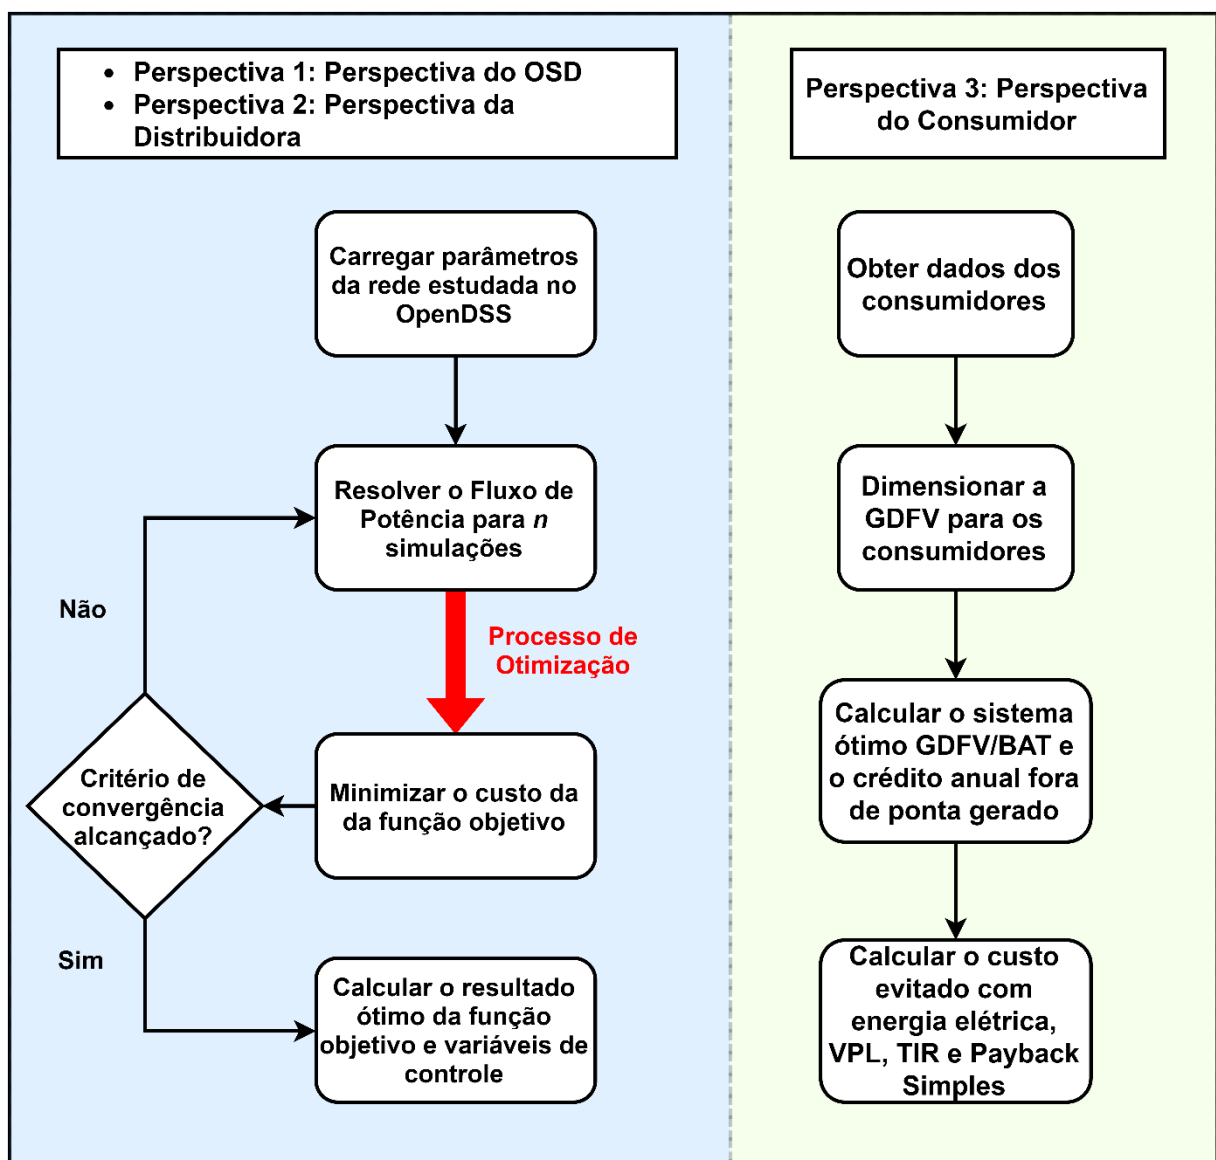 • Perspectiva 1: Perspectiva do OSD
• Perspectiva 2: Perspectiva da
Distribuidora
Carregar parâmetros
da rede estudada no
OpenDSS
Resolver o Fluxo de
Potência para n
simulações
Não
Processo de
Otimização
Minimizar o custo da
da função objetivo
Critério de
convergência
alcançado?
Sim
Calcular o resultado
ótimo da função
objetivo e variáveis de
controle
Perspectiva 3: Perspectiva
do Consumidor
Obter dados dos
consumidores
Dimensionar a
GDFV para os
consumidores
Calcular o sistema
ótimo GDFV/BAT e
o crédito anual fora
de ponta gerado
Calcular o custo
evitado com
energia elétrica,
VPL, TIR e Payback
Simples